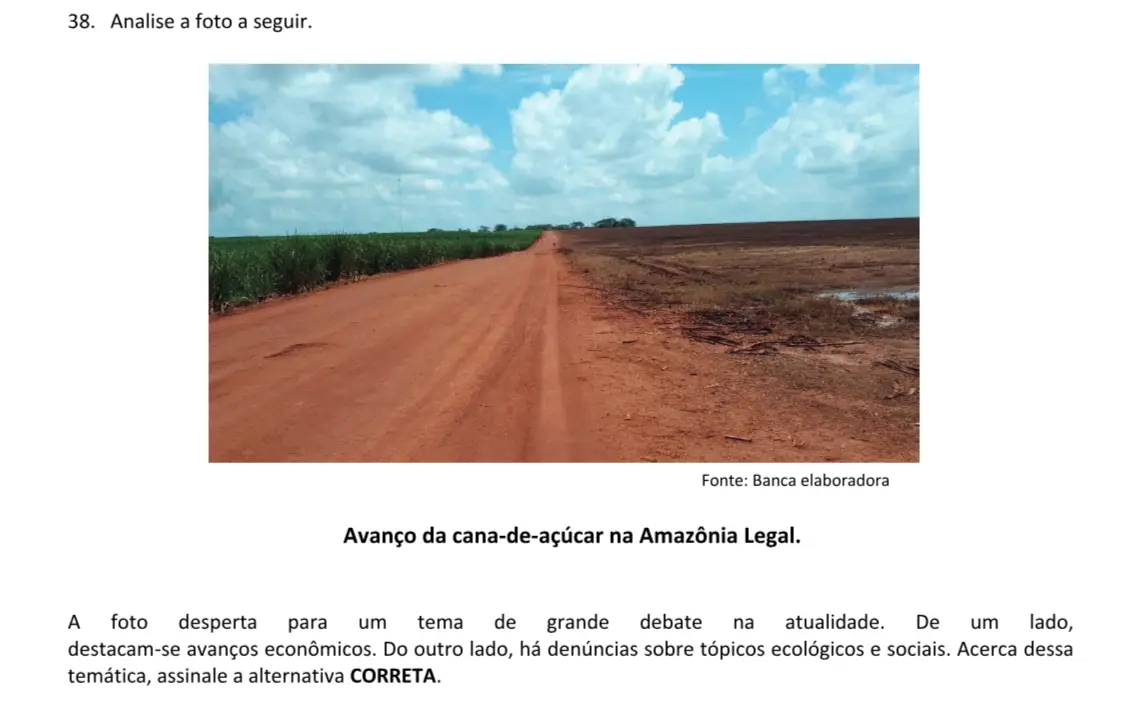 38. Analise a foto a seguir.
Fonte: Banca elaboradora
Avanço da cana-de-açúcar na Amazônia Legal.
A foto desperta para um tema de grande debate na atualidade. De um lado,
destacam-se avanços econômicos. Do outro lado, há denúncias sobre tópicos ecológicos e sociais. Acerca dessa
temática, assinale a alternativa CORRETA.